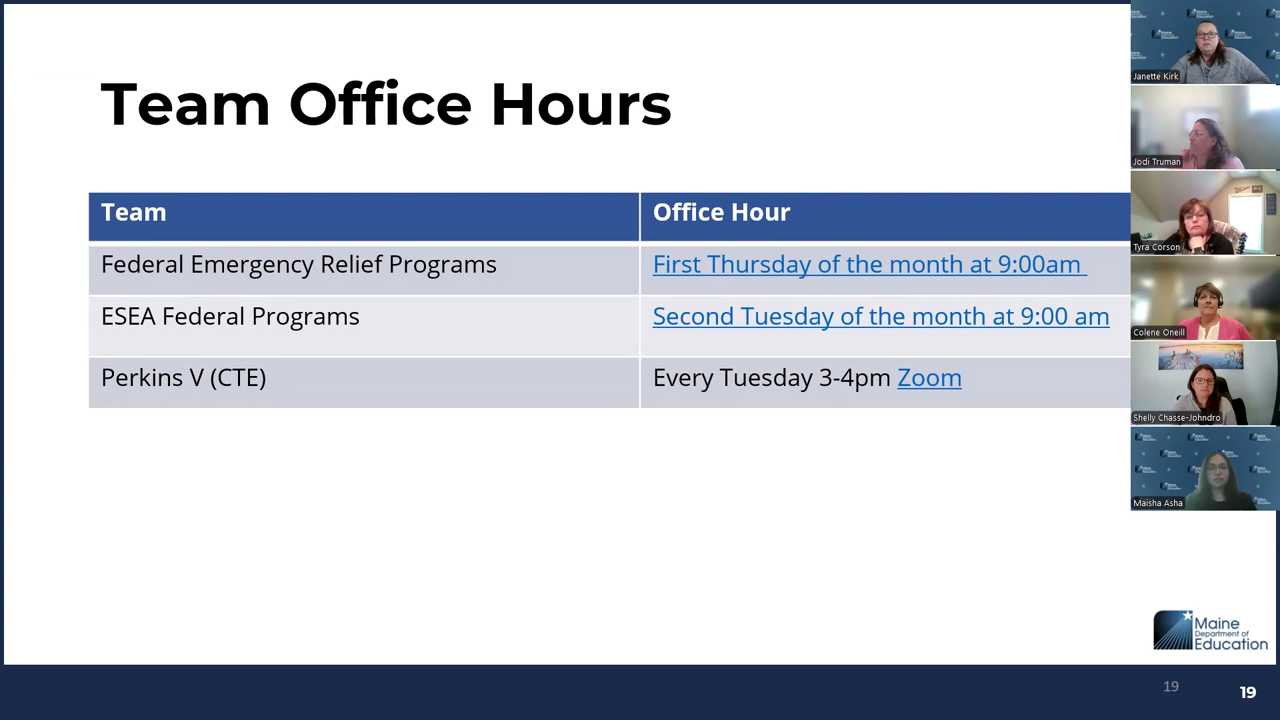 Team Office Hours
Team Office Hour
Federal Emergency Relief Programs First Thursday of the month at 9:00am
ESEA Federal Programs Second Tuesday of the month at 9:00 am
Perkins V (CTE) Every Tuesday 3-4pm Zoom
Janette Kirk
Jodi Truman
Tyra Corson
Colene Oneill
Shelly Chasse-Johndro
Maisha Asha
Maine
Department of
Education
19
19